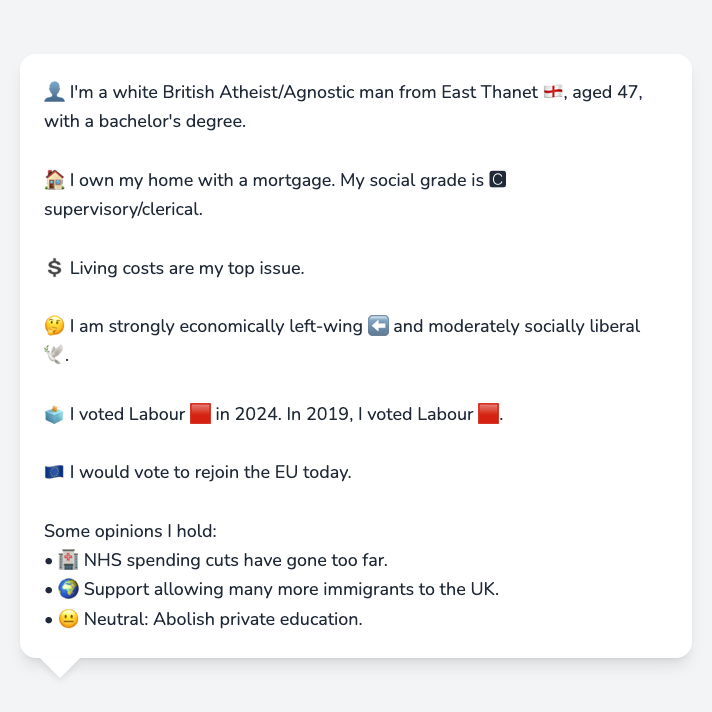 👤 I'm a white British Atheist/Agnostic man from East Thanet 🏴󠁧󠁢󠁥󠁮󠁧󠁿, aged 47,
with a bachelor's degree.
🏠 I own my home with a mortgage. My social grade is 🅲
supervisory/clerical.
💲 Living costs are my top issue.
🤔 I am strongly economically left-wing ⬅️ and moderately socially liberal
🕊️.
🗳️ I voted Labour 🟥 in 2024. In 2019, I voted Labour 🟥.
🇪🇺 I would vote to rejoin the EU today.
Some opinions I hold:
• 🏥 NHS spending cuts have gone too far.
• 🌍 Support allowing many more immigrants to the UK.
• 😐 Neutral: Abolish private education.